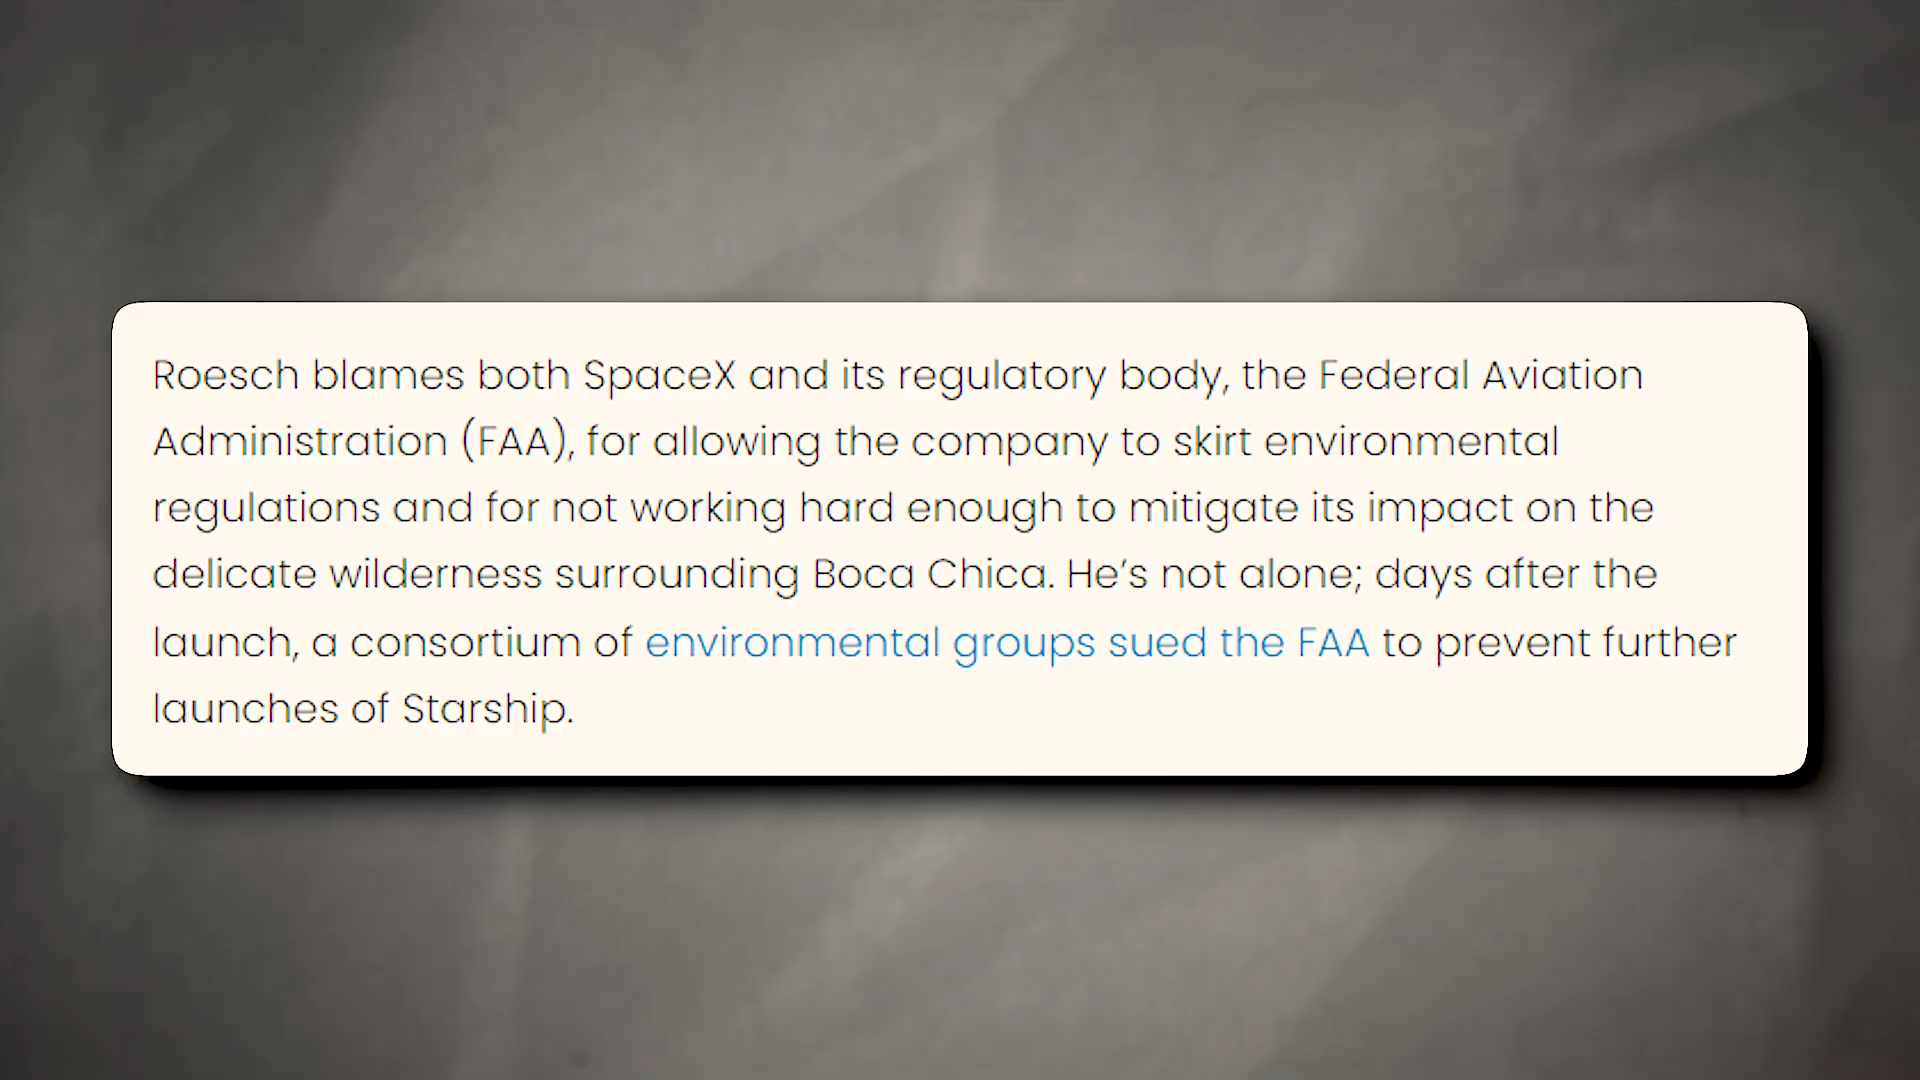 Roesch blames both SpaceX and its regulatory body, the Federal Aviation
Administration (FAA), for allowing the company to skirt environmental
regulations and for not working hard enough to mitigate its impact on the
delicate wilderness surrounding Boca Chica. He’s not alone; days after the
launch, a consortium of environmental groups sued the FAA to prevent further
launches of Starship.